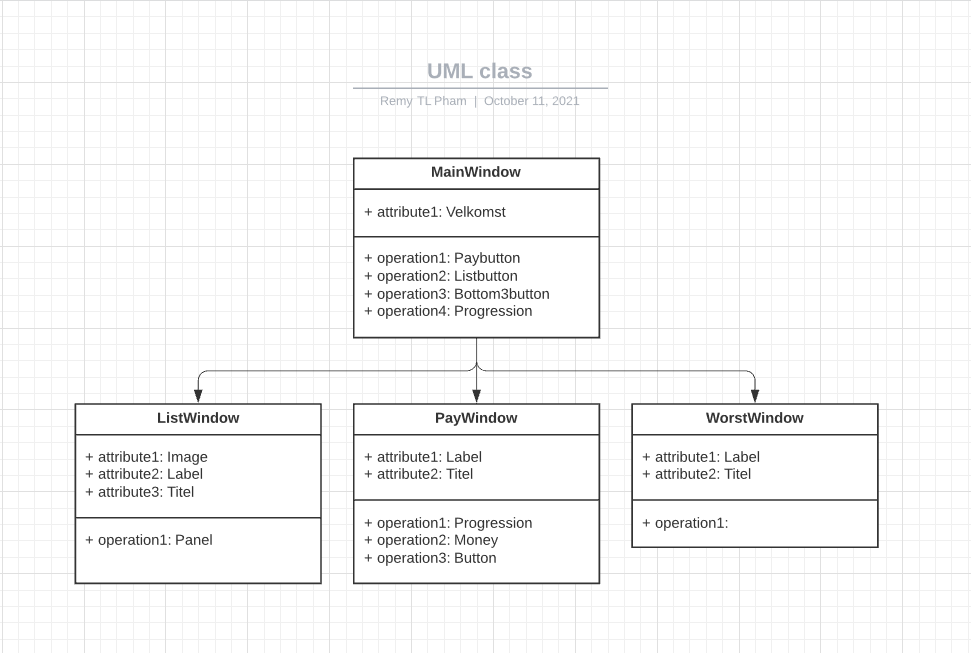 UML class
Remy TL Pham | October 11, 2021
MainWindow
+ attribute1: Velkomst
+ operation1: Paybutton
+ operation2: Listbutton
+ operation3: Bottom3button
+ operation4: Progression
ListWindow
+ attribute1: Image
+ attribute2: Label
+ attribute3: Titel
+ operation1: Panel
PayWindow
+ attribute1: Label
+ attribute2: Titel
+ operation1: Progression
+ operation2: Money
+ operation3: Button
WorstWindow
+ attribute1: Label
+ attribute2: Titel
+ operation1: